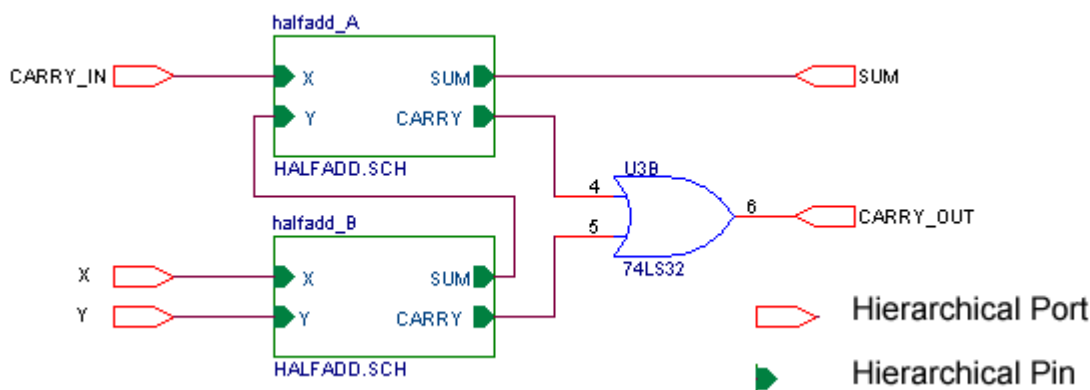 halfadd_A
CARRY_IN
X
SUM
SUM
Y
CARRY
HALFADD.SCH
U3B
4
5
6
CARRY_OUT
74LS32
halfadd_B
X
X
SUM
Y
Y
CARRY
HALFADD.SCH
Hierarchical Port
Hierarchical Pin